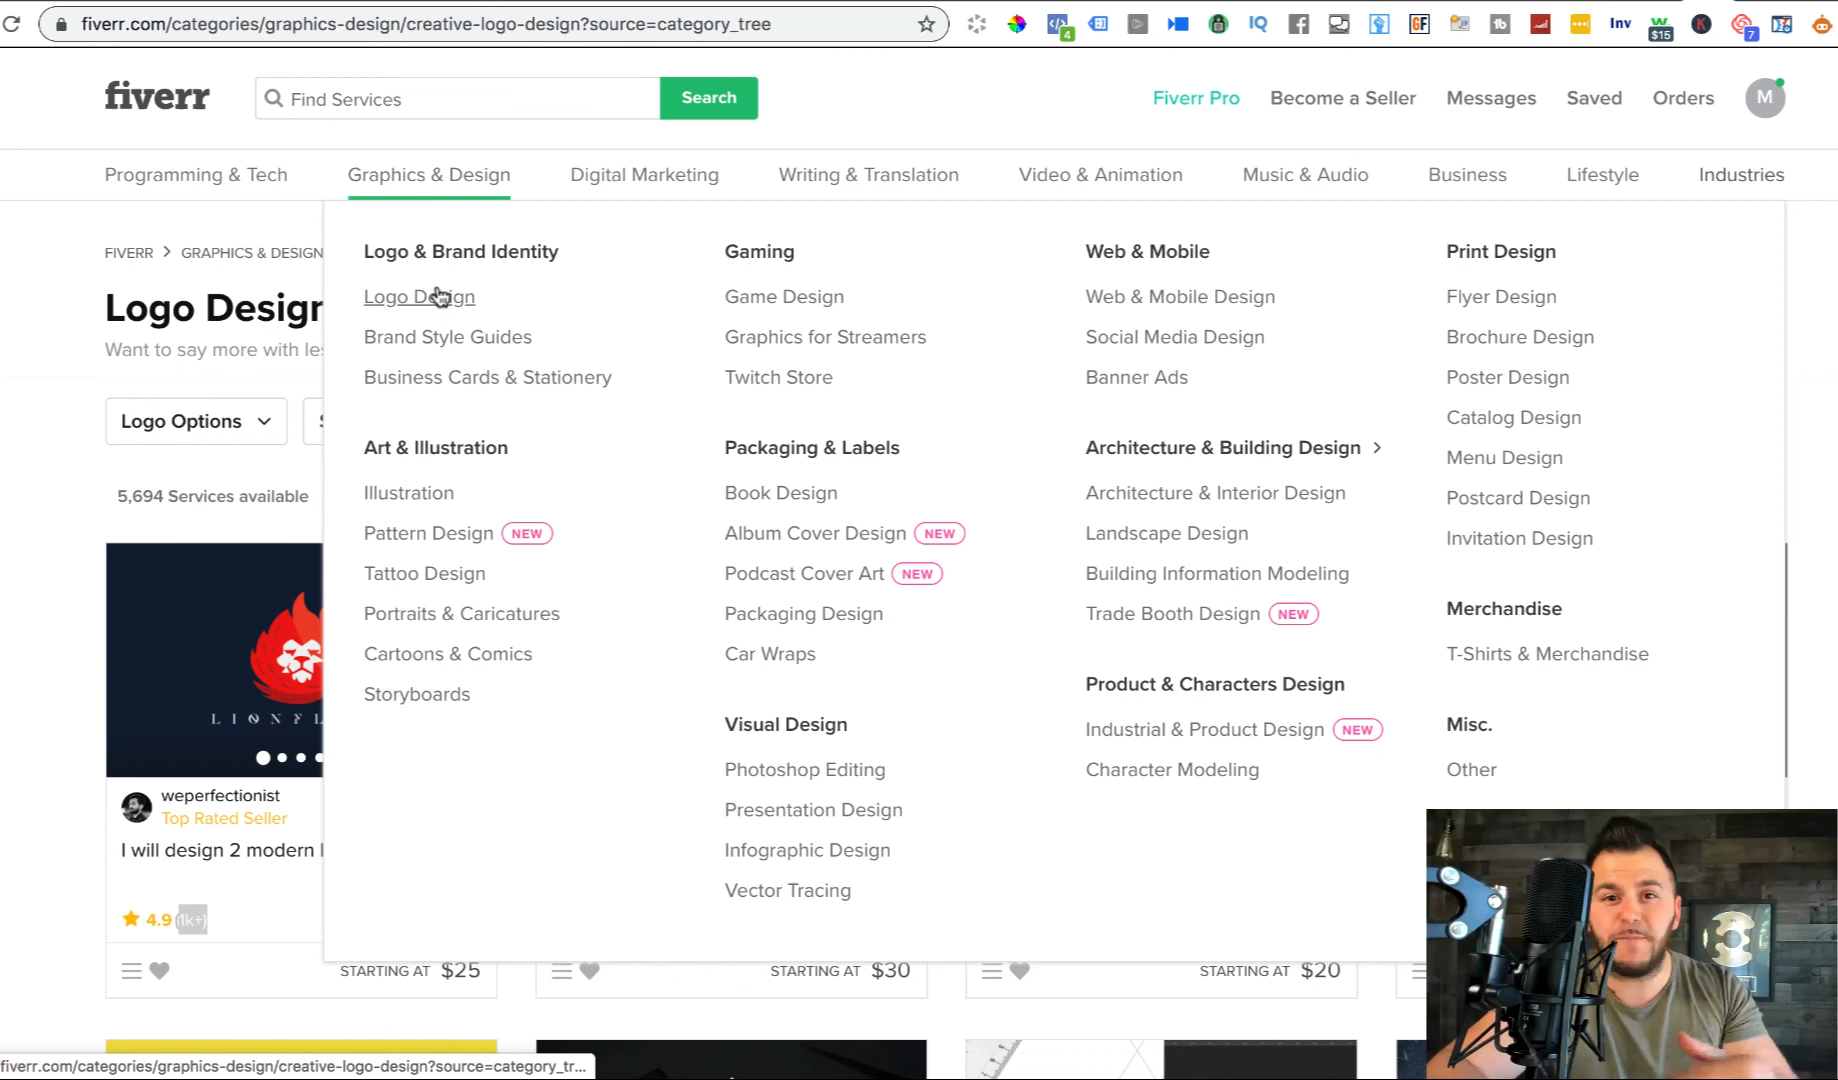 fiverr.com/categories/graphics-design/creative-logo-design?source=category_tree
4
IQ
GF
fb
Inv
$15
K
7
fiverr
Find Services
Search
Fiverr Pro
Become a Seller
Messages
Saved
Orders
M
Programming & Tech
Graphics & Design
Digital Marketing
Writing & Translation
Video & Animation
Music & Audio
Business
Lifestyle
Industries
FIVERR > GRAPHICS & DESIGN
Logo Design
Want to say more with les
Logo Options
5,694 Services available
LIONFL
weperfectionist
Top Rated Seller
I will design 2 modern l
4.9 (1k+)
Logo & Brand Identity
Logo Design
Brand Style Guides
Business Cards & Stationery
Art & Illustration
Illustration
Pattern Design NEW
Tattoo Design
Portraits & Caricatures
Cartoons & Comics
Storyboards
Gaming
Game Design
Graphics for Streamers
Twitch Store
Packaging & Labels
Book Design
Album Cover Design NEW
Podcast Cover Art NEW
Packaging Design
Car Wraps
Visual Design
Photoshop Editing
Presentation Design
Infographic Design
Vector Tracing
Web & Mobile
Web & Mobile Design
Social Media Design
Banner Ads
Architecture & Building Design >
Architecture & Interior Design
Landscape Design
Building Information Modeling
Trade Booth Design NEW
Product & Characters Design
Industrial & Product Design NEW
Character Modeling
Print Design
Flyer Design
Brochure Design
Poster Design
Catalog Design
Menu Design
Postcard Design
Invitation Design
Merchandise
T-Shirts & Merchandise
Misc.
Other
STARTING AT $25
STARTING AT $30
STARTING AT $20
fiverr.com/categories/graphics-design/creative-logo-design?source=category_tr...